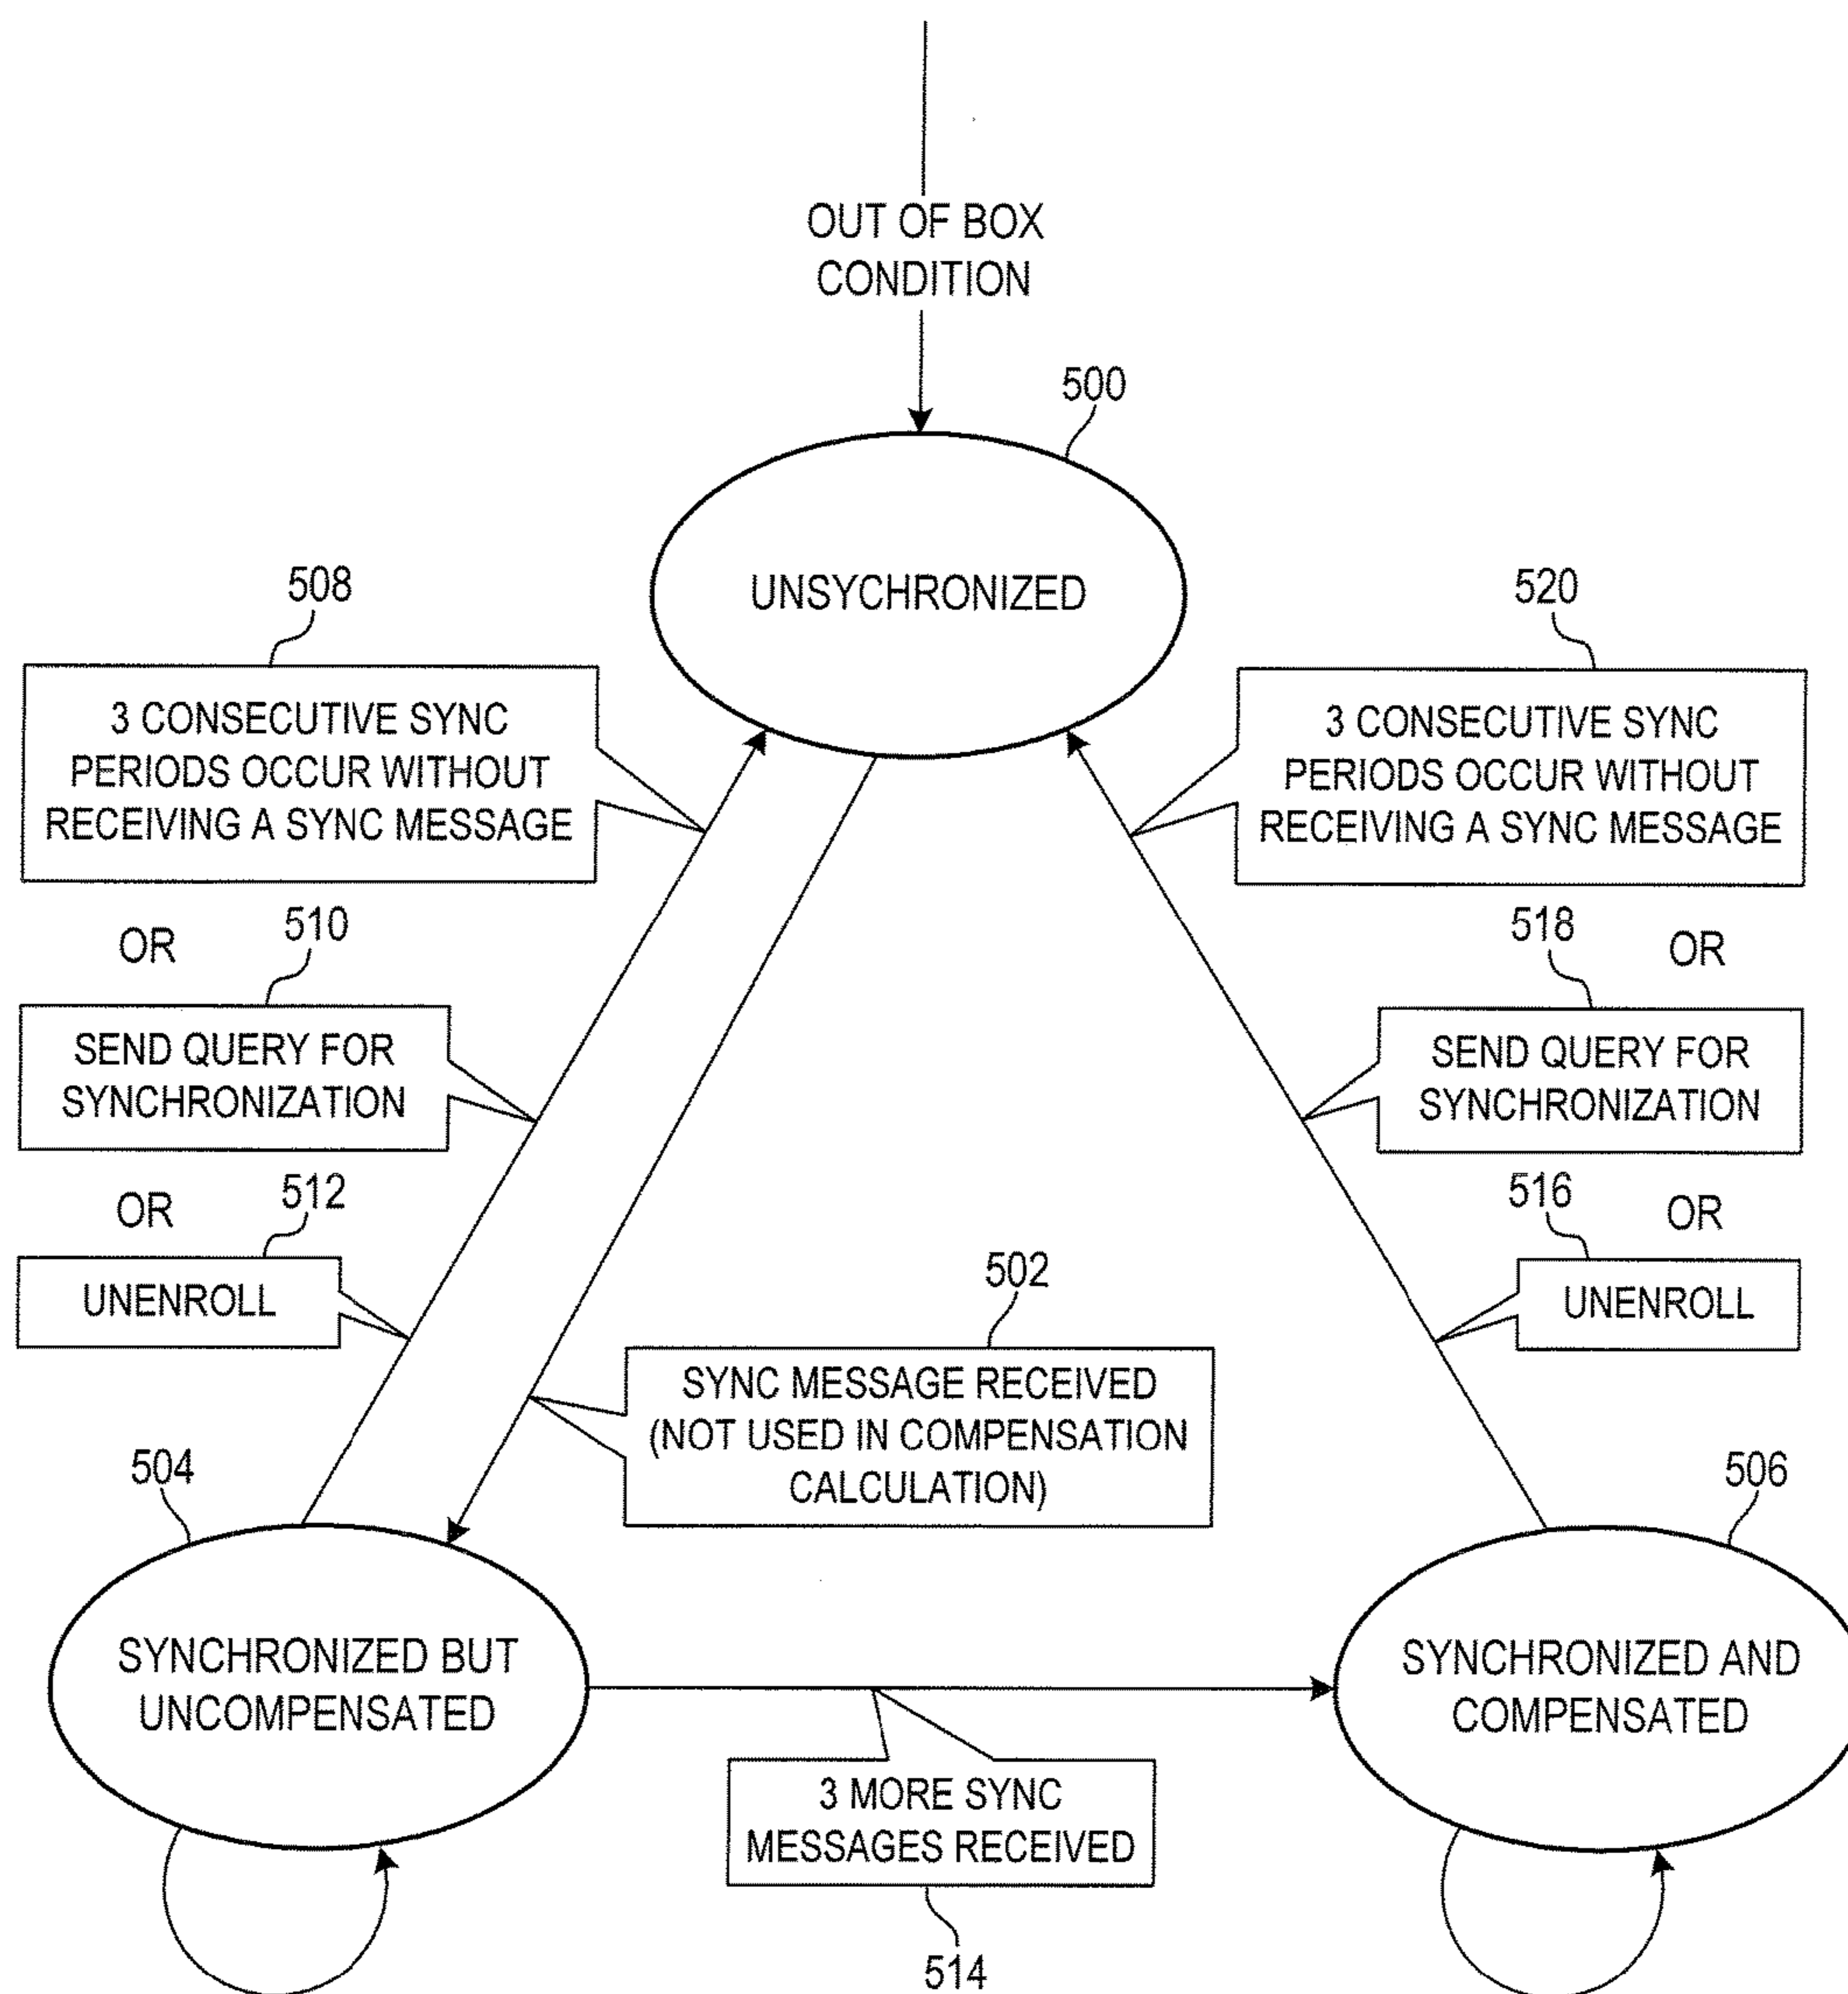 OUT OF BOX
CONDITION
500
UNSYCHRONIZED
508
3 CONSECUTIVE SYNC
PERIODS OCCUR WITHOUT
RECEIVING A SYNC MESSAGE
520
3 CONSECUTIVE SYNC
PERIODS OCCUR WITHOUT
RECEIVING A SYNC MESSAGE
OR
510
SEND QUERY FOR
SYNCHRONIZATION
518
OR
SEND QUERY FOR
SYNCHRONIZATION
OR
512
UNENROLL
516
OR
UNENROLL
502
SYNC MESSAGE RECEIVED
(NOT USED IN COMPENSATION
CALCULATION)
504
SYNCHRONIZED BUT
UNCOMPENSATED
506
SYNCHRONIZED AND
COMPENSATED
3 MORE SYNC
MESSAGES RECEIVED
514